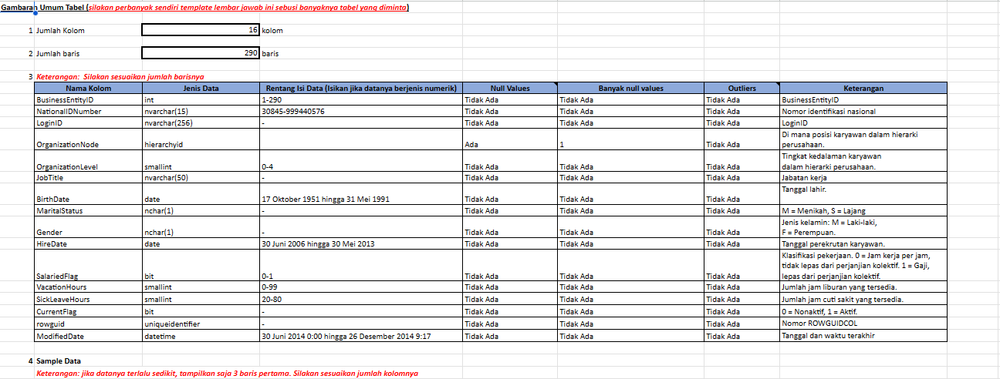 Gambaran Umum Tabel (silakan perbanyak sendiri template lembar jawab ini sebusi banyaknya tabel yang diminta)
1 Jumlah Kolom 16 kolom
2 Jumlah baris 290 baris
3 Keterangan: Silakan sesuaikan jumlah barisnya
Nama Kolom Jenis Data Rentang Isi Data (Isikan jika datanya berjenis numerik) Null Values Banyak null values Outliers Keterangan
BusinessEntityID int 1-290 Tidak Ada Tidak Ada Tidak Ada BusinessEntityID
NationalIDNumber nvarchar(15) 30845-999440576 Tidak Ada Tidak Ada Tidak Ada Nomor identifikasi nasional
LoginID nvarchar(256) - Tidak Ada Tidak Ada Tidak Ada LoginID
Di mana posisi karyawan dalam hierarki
OrganizationNode hierarchyid Ada 1 Tidak Ada perusahaan.
Tingkat kedalaman karyawan
OrganizationLevel smallint 0-4 Tidak Ada Tidak Ada Tidak Ada dalam hierarki perusahaan.
JobTitle nvarchar(50) - Tidak Ada Tidak Ada Tidak Ada Jabatan kerja
Tanggal lahir.
BirthDate date 17 Oktober 1951 hingga 31 Mei 1991 Tidak Ada Tidak Ada Tidak Ada
MaritalStatus nchar(1) - Tidak Ada Tidak Ada Tidak Ada M = Menikah, S = Lajang
Jenis kelamin: M = Laki-laki,
Gender nchar(1) - Tidak Ada Tidak Ada Tidak Ada F = Perempuan.
HireDate date 30 Juni 2006 hingga 30 Mei 2013 Tidak Ada Tidak Ada Tidak Ada Tanggal perekrutan karyawan.
Klasifikasi pekerjaan. 0 = Jam kerja per jam,
tidak lepas dari perjanjian kolektif. 1 = Gaji,
SalariedFlag bit 0-1 Tidak Ada Tidak Ada Tidak Ada lepas dari perjanjian kolektif.
VacationHours smallint 0-99 Tidak Ada Tidak Ada Tidak Ada Jumlah jam liburan yang tersedia.
SickLeaveHours smallint 20-80 Tidak Ada Tidak Ada Tidak Ada Jumlah jam cuti sakit yang tersedia.
CurrentFlag bit - Tidak Ada Tidak Ada Tidak Ada 0 = Nonaktif, 1 = Aktif.
rowguid uniqueidentifier - Tidak Ada Tidak Ada Tidak Ada Nomor ROWGUIDCOL
ModifiedDate datetime 30 Juni 2014 0:00 hingga 26 Desember 2014 9:17 Tidak Ada Tidak Ada Tidak Ada Tanggal dan waktu terakhir
4 Sample Data
Keterangan: jika datanya terlalu sedikit, tampilkan saja 3 baris pertama. Silakan sesuaikan jumlah kolomnya